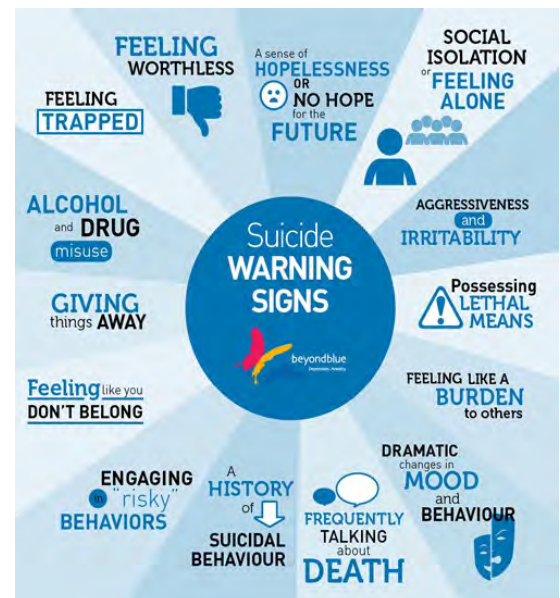 Suicide
WARNING
SIGNS
beyondblue
FEELING
WORTHLESS
A sense of
HOPELESSNESS
OR
NO HOPE
for the
FUTURE
SOCIAL
ISOLATION
or FEELING
ALONE
AGGRESSIVENESS
and
IRRITABILITY
Possessing
LETHAL
MEANS
FEELING LIKE A
BURDEN
to others
DRAMATIC
changes in
MOOD
and
BEHAVIOUR
FREQUENTLY
TALKING
about
DEATH
A
HISTORY
of
SUICIDAL
BEHAVIOUR
ENGAGING
in "risky"
BEHAVIORS
Feeling like you
DON'T BELONG
GIVING
things AWAY
ALCOHOL
and DRUG
misuse
FEELING
TRAPPED